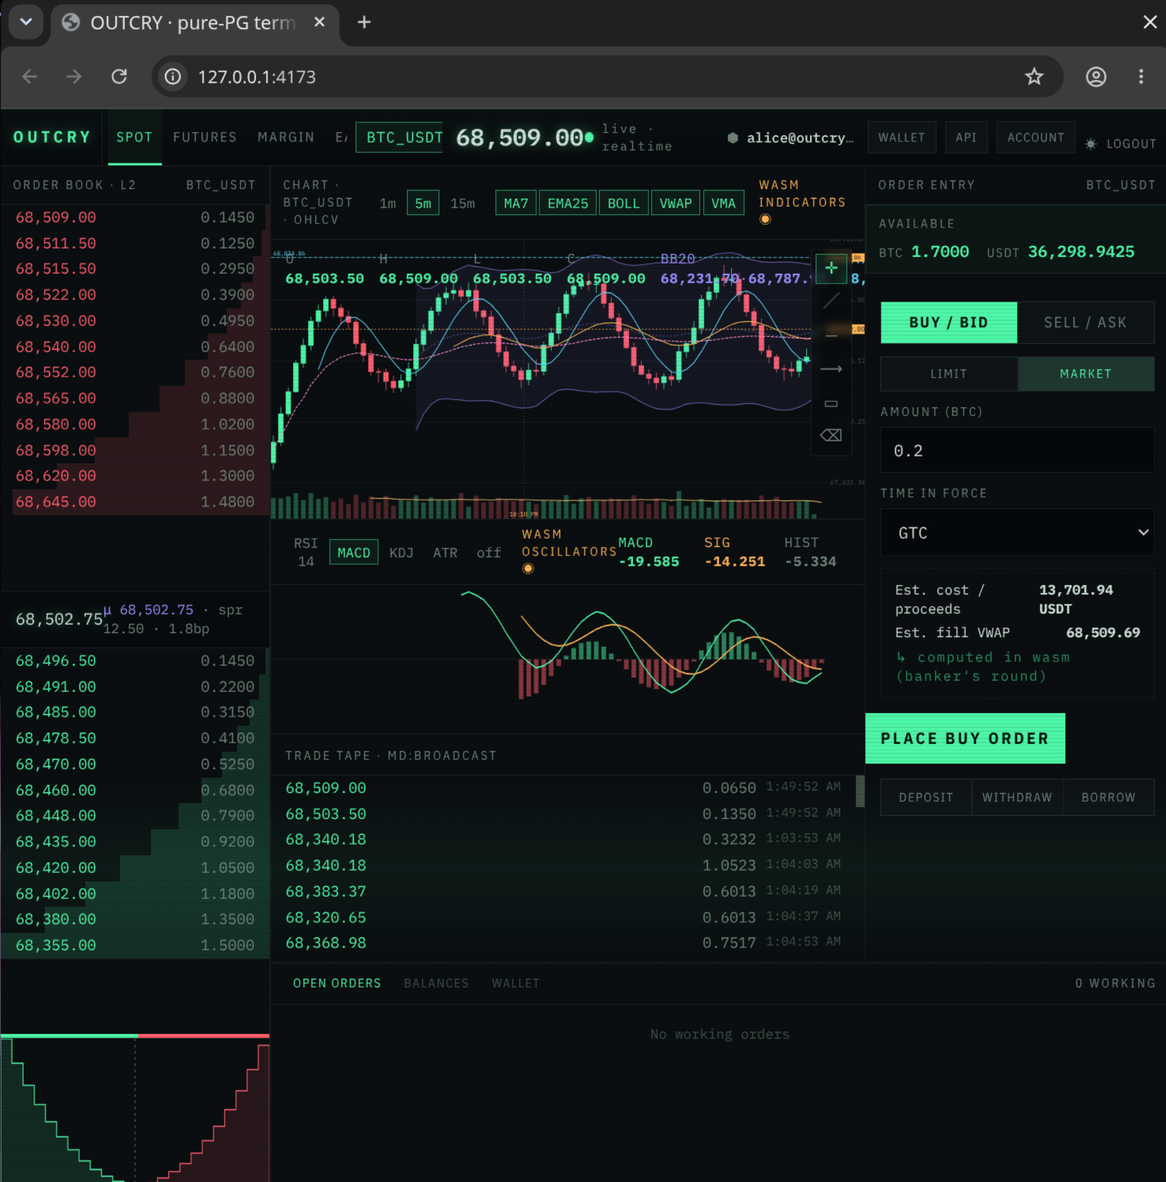 OUTCRY · pure-PG term
127.0.0.1:4173
OUTCRY
SPOT
FUTURES
MARGIN
BTC_USDT
68,509.00
live ·
realtime
alice@outcry…
WALLET
API
ACCOUNT
LOGOUT
ORDER BOOK · L2
BTC_USDT
68,509.00 0.1450
68,511.50 0.1250
68,515.50 0.2950
68,522.00 0.3900
68,530.00 0.4950
68,540.00 0.6400
68,552.00 0.7600
68,565.00 0.8800
68,580.00 1.0200
68,598.00 1.1500
68,620.00 1.3000
68,645.00 1.4800
68,502.75
μ 68,502.75 · spr
12.50 · 1.8bp
68,496.50 0.1450
68,491.00 0.2200
68,485.00 0.3150
68,478.50 0.4100
68,470.00 0.5250
68,460.00 0.6800
68,448.00 0.7900
68,435.00 0.9200
68,420.00 1.0500
68,402.00 1.1800
68,380.00 1.3500
68,355.00 1.5000
CHART ·
BTC_USDT
· OHLCV
1m 5m 15m
MA7 EMA25 BOLL VWAP VMA
WASM
INDICATORS
O H L C BB20
68,503.50 68,509.00 68,503.50 68,509.00 68,231.70–68,787.
10:10 PM
RSI
14
MACD
KDJ
ATR
off
WASM
OSCILLATORS
MACD
-19.585
SIG
-14.251
HIST
-5.334
TRADE TAPE · MD:BROADCAST
68,509.00 0.0650 1:49:52 AM
68,503.50 0.1350 1:49:52 AM
68,340.18 0.3232 1:03:53 AM
68,340.18 1.0523 1:04:03 AM
68,383.37 0.6013 1:04:19 AM
68,320.65 0.6013 1:04:37 AM
68,368.98 0.7517 1:04:53 AM
ORDER ENTRY
BTC_USDT
AVAILABLE
BTC 1.7000 USDT 36,298.9425
BUY / BID
SELL / ASK
LIMIT
MARKET
AMOUNT (BTC)
0.2
TIME IN FORCE
GTC
Est. cost /
proceeds
13,701.94
USDT
Est. fill VWAP 68,509.69
↳ computed in wasm
(banker's round)
PLACE BUY ORDER
DEPOSIT
WITHDRAW
BORROW
OPEN ORDERS
BALANCES
WALLET
0 WORKING
No working orders